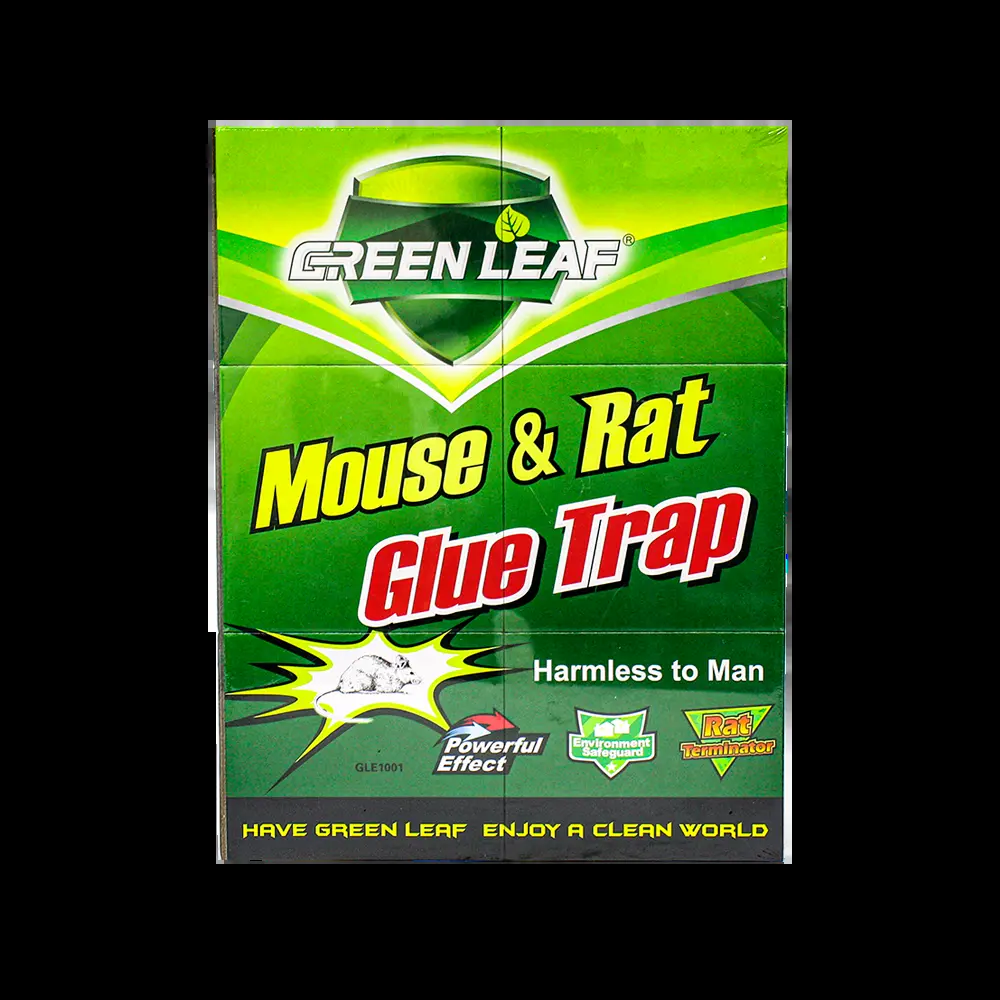 GREEN LEAF®
Mouse & Rat
Glue Trap
Harmless to Man
Powerful
Effect
Environment
Safeguard
Rat
Terminator
GLE1001
HAVE GREEN LEAF ENJOY A CLEAN WORLD